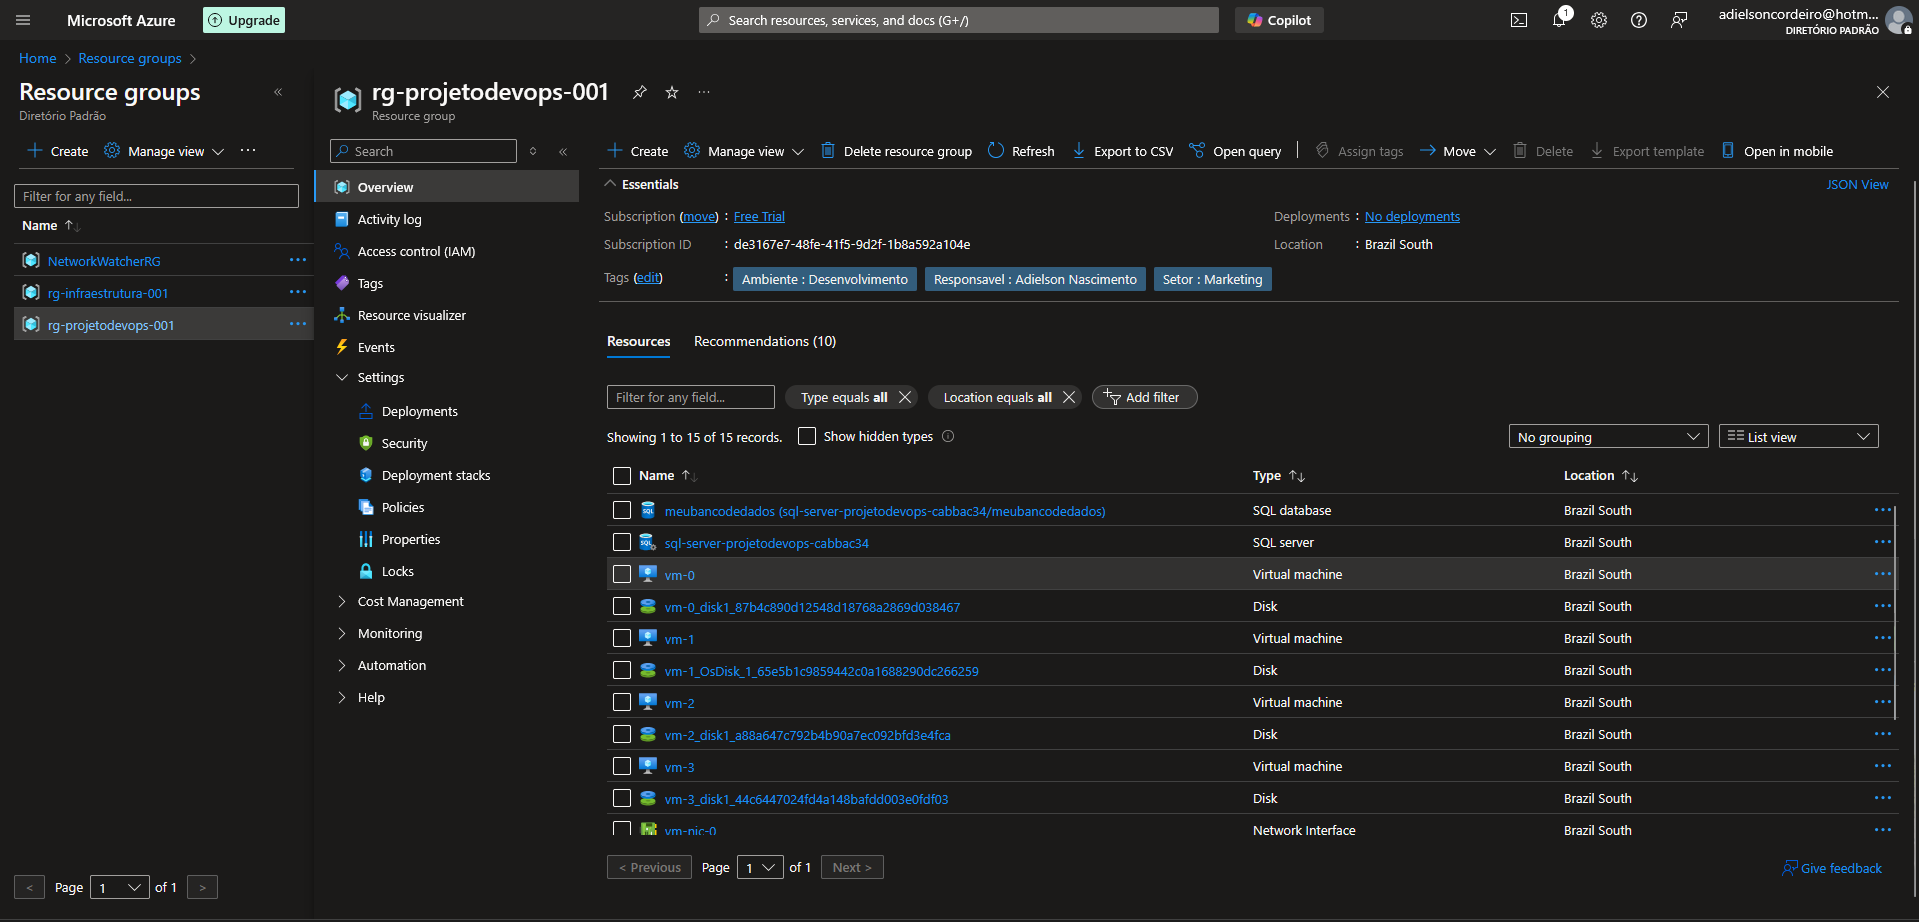 Microsoft Azure
Upgrade
Search resources, services, and docs (G+/)
Copilot
1
adielsoncordeiro@hotm...
DIRETÓRIO PADRÃO
Home > Resource groups >
Resource groups
Diretório Padrão
Create
Manage view
Filter for any field...
Name
NetworkWatcherRG
rg-infraestrutura-001
rg-projetodevops-001
< Page 1 of 1 >
rg-projetodevops-001
Resource group
Search
Overview
Activity log
Access control (IAM)
Tags
Resource visualizer
Events
Settings
Deployments
Security
Deployment stacks
Policies
Properties
Locks
Cost Management
Monitoring
Automation
Help
Create Manage view Delete resource group Refresh Export to CSV Open query Assign tags Move Delete Export template Open in mobile
Essentials
JSON View
Subscription (move) : Free Trial
Deployments : No deployments
Subscription ID : de3167e7-48fe-41f5-9d2f-1b8a592a104e
Location : Brazil South
Tags (edit) : Ambiente : Desenvolvimento Responsavel : Adielson Nascimento Setor : Marketing
Resources Recommendations (10)
Filter for any field... Type equals all Location equals all Add filter
Showing 1 to 15 of 15 records. Show hidden types No grouping List view
Name Type Location
meubancodedados (sql-server-projetodevops-cabbac34/meubancodedados) SQL database Brazil South
sql-server-projetodevops-cabbac34 SQL server Brazil South
vm-0 Virtual machine Brazil South
vm-0_disk1_87b4c890d12548d18768a2869d038467 Disk Brazil South
vm-1 Virtual machine Brazil South
vm-1_OsDisk_1_65e5b1c9859442c0a1688290dc266259 Disk Brazil South
vm-2 Virtual machine Brazil South
vm-2_disk1_a88a647c792b4b90a7ec092bfd3e4fca Disk Brazil South
vm-3 Virtual machine Brazil South
vm-3_disk1_44c6447024fd4a148bafdd003e0fdf03 Disk Brazil South
vm-nic-0 Network Interface Brazil South
< Previous Page 1 of 1 Next >
Give feedback